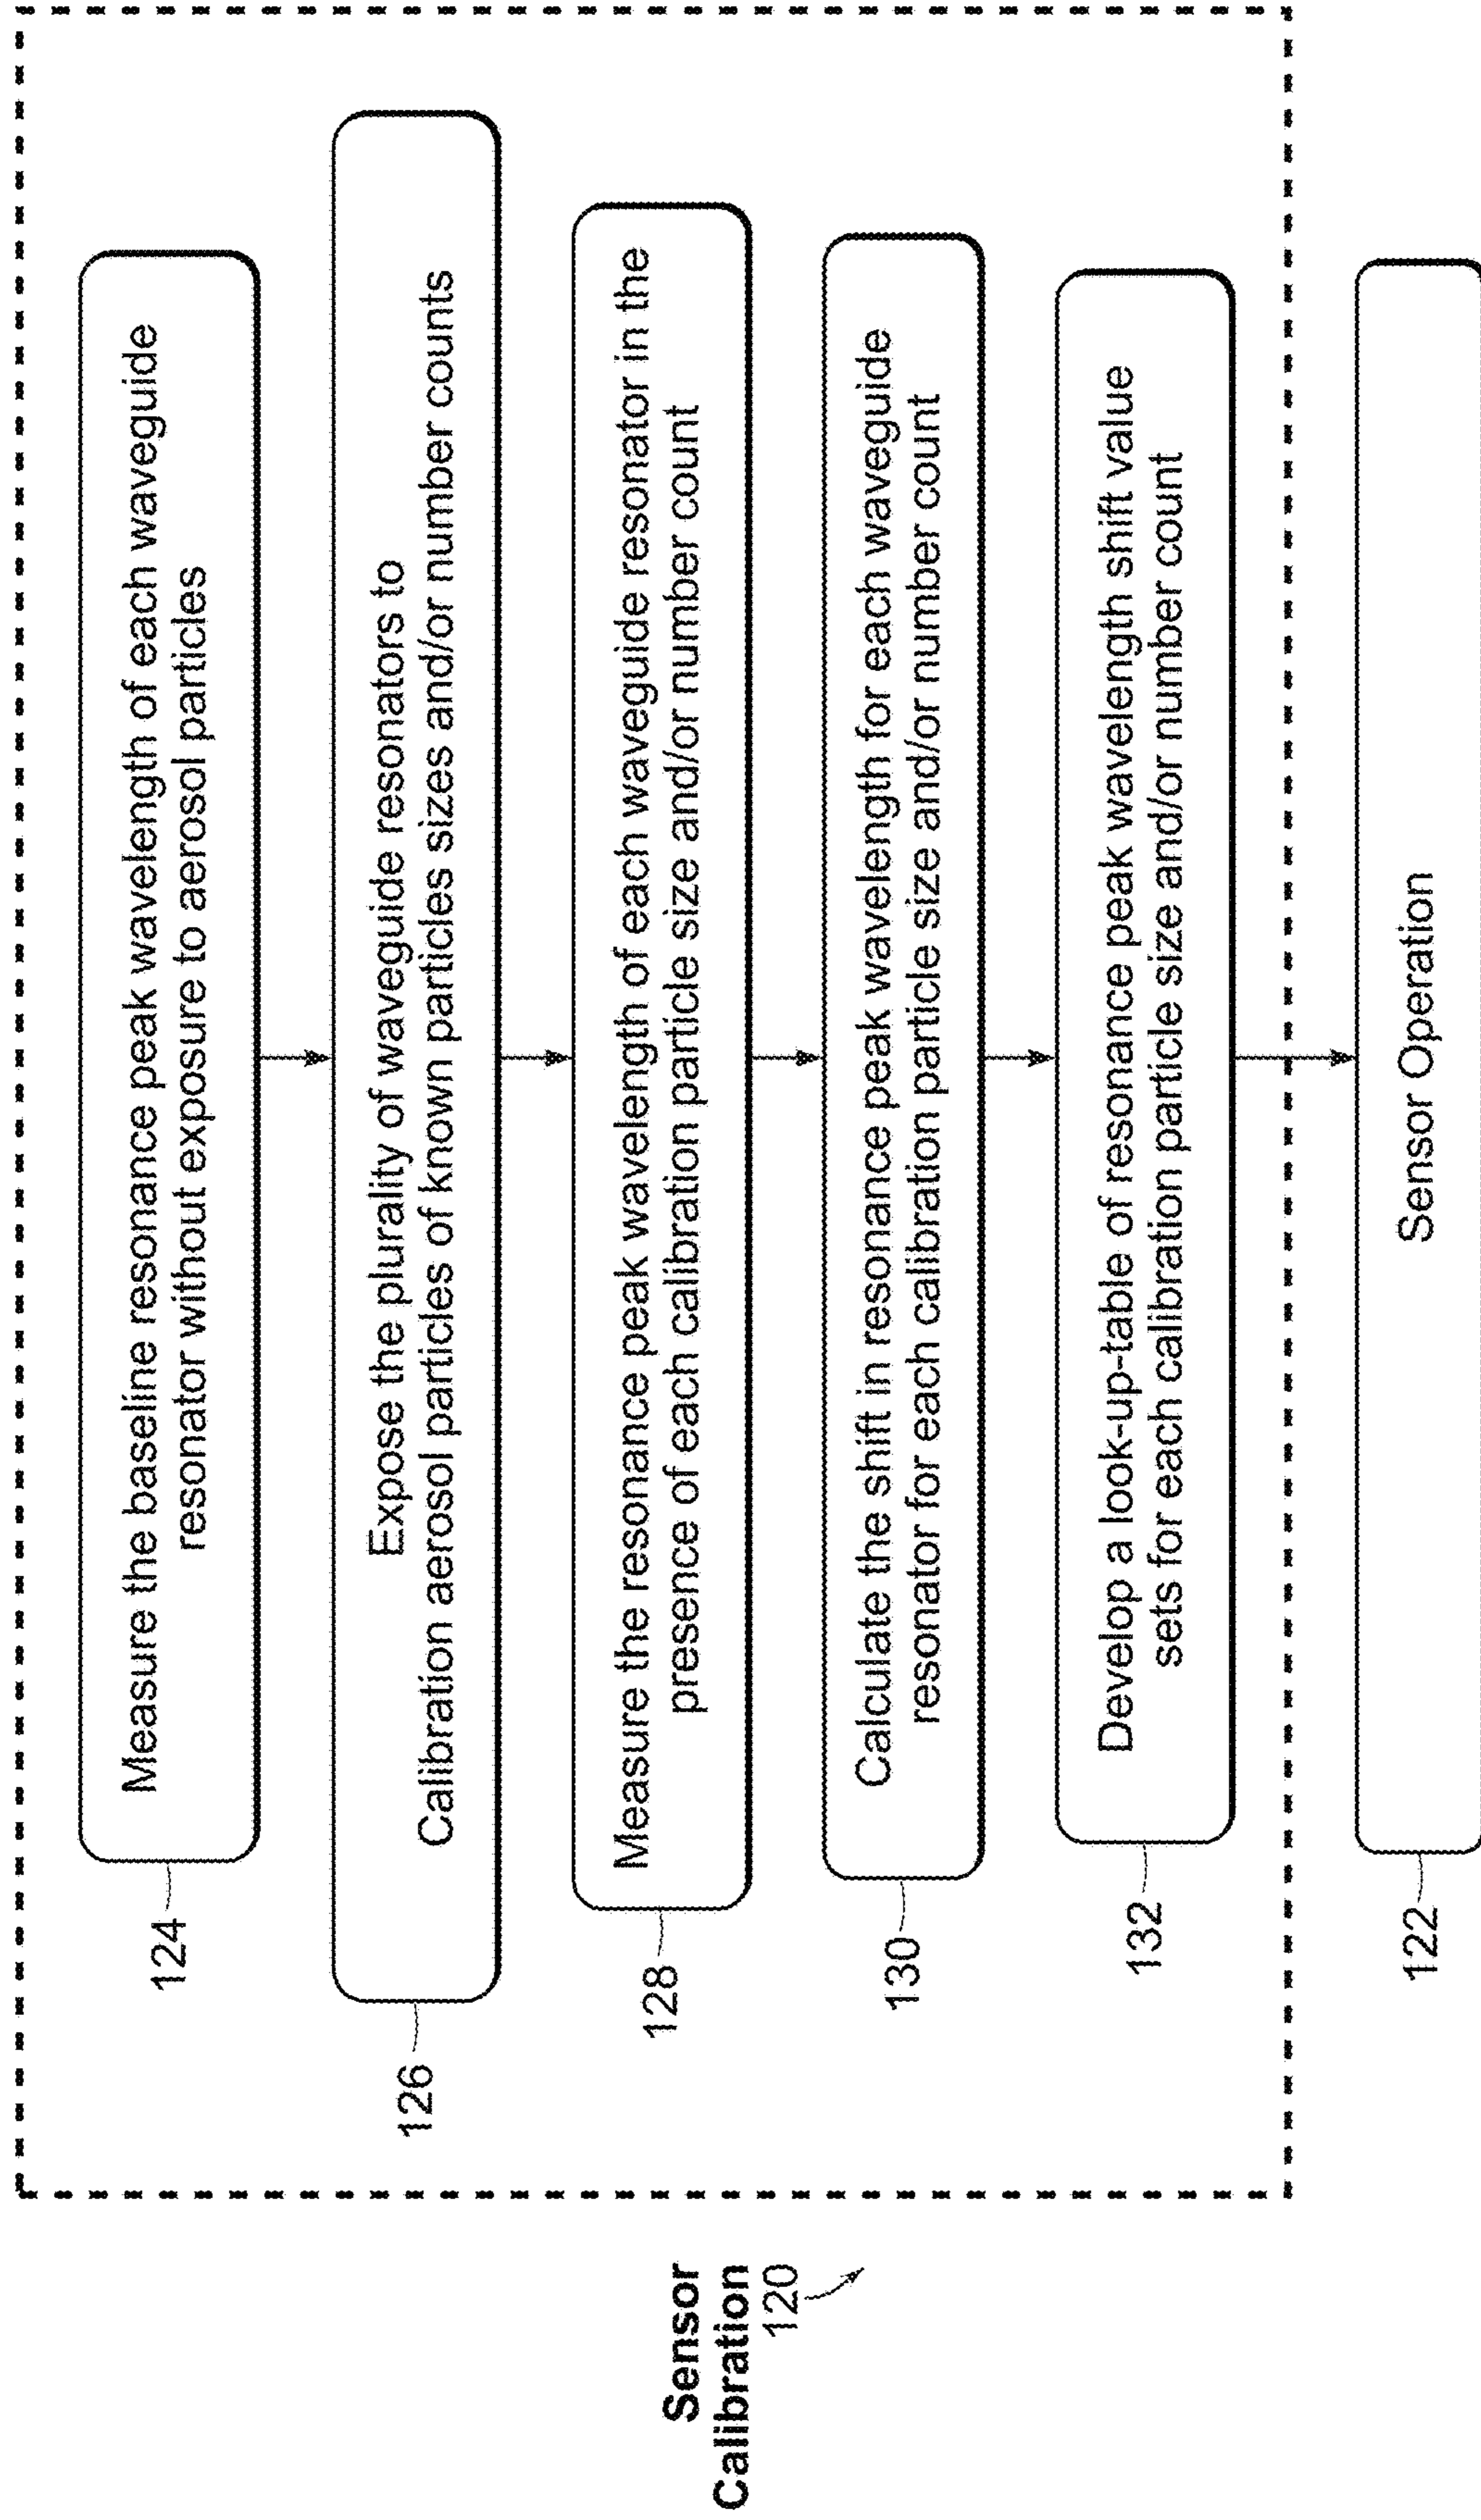 Sensor
Calibration
120
124
Measure the baseline resonance peak wavelength of each waveguide
resonator without exposure to aerosol particles
126
Expose the plurality of waveguide resonators to
Calibration aerosol particles of known particles sizes and/or number counts
128
Measure the resonance peak wavelength of each waveguide resonator in the
presence of each calibration particle size and/or number count
130
Calculate the shift in resonance peak wavelength for each waveguide
resonator for each calibration particle size and/or number count
132
Develop a look-up-table of resonance peak wavelength shift value
sets for each calibration particle size and/or number count
122
Sensor Operation